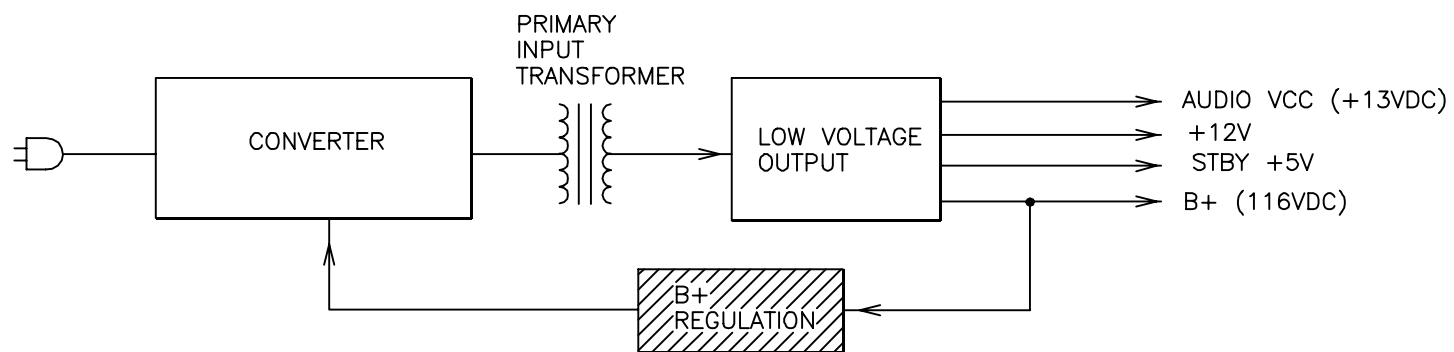 PRIMARY
INPUT
TRANSFORMER
CONVERTER
LOW VOLTAGE
OUTPUT
AUDIO VCC (+13VDC)
+12V
STBY +5V
B+ (116VDC)
B+
REGULATION